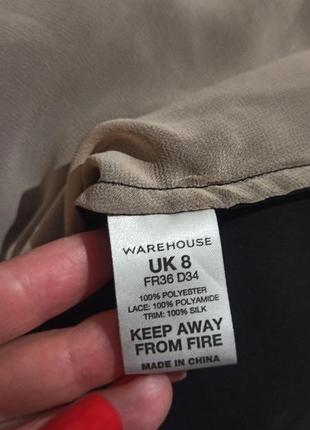 WAREHOUSE
UK 8
FR36 D34
100% POLYESTER
LACE: 100% POLYAMIDE
TRIM: 100% SILK
KEEP AWAY
FROM FIRE
MADE IN CHINA